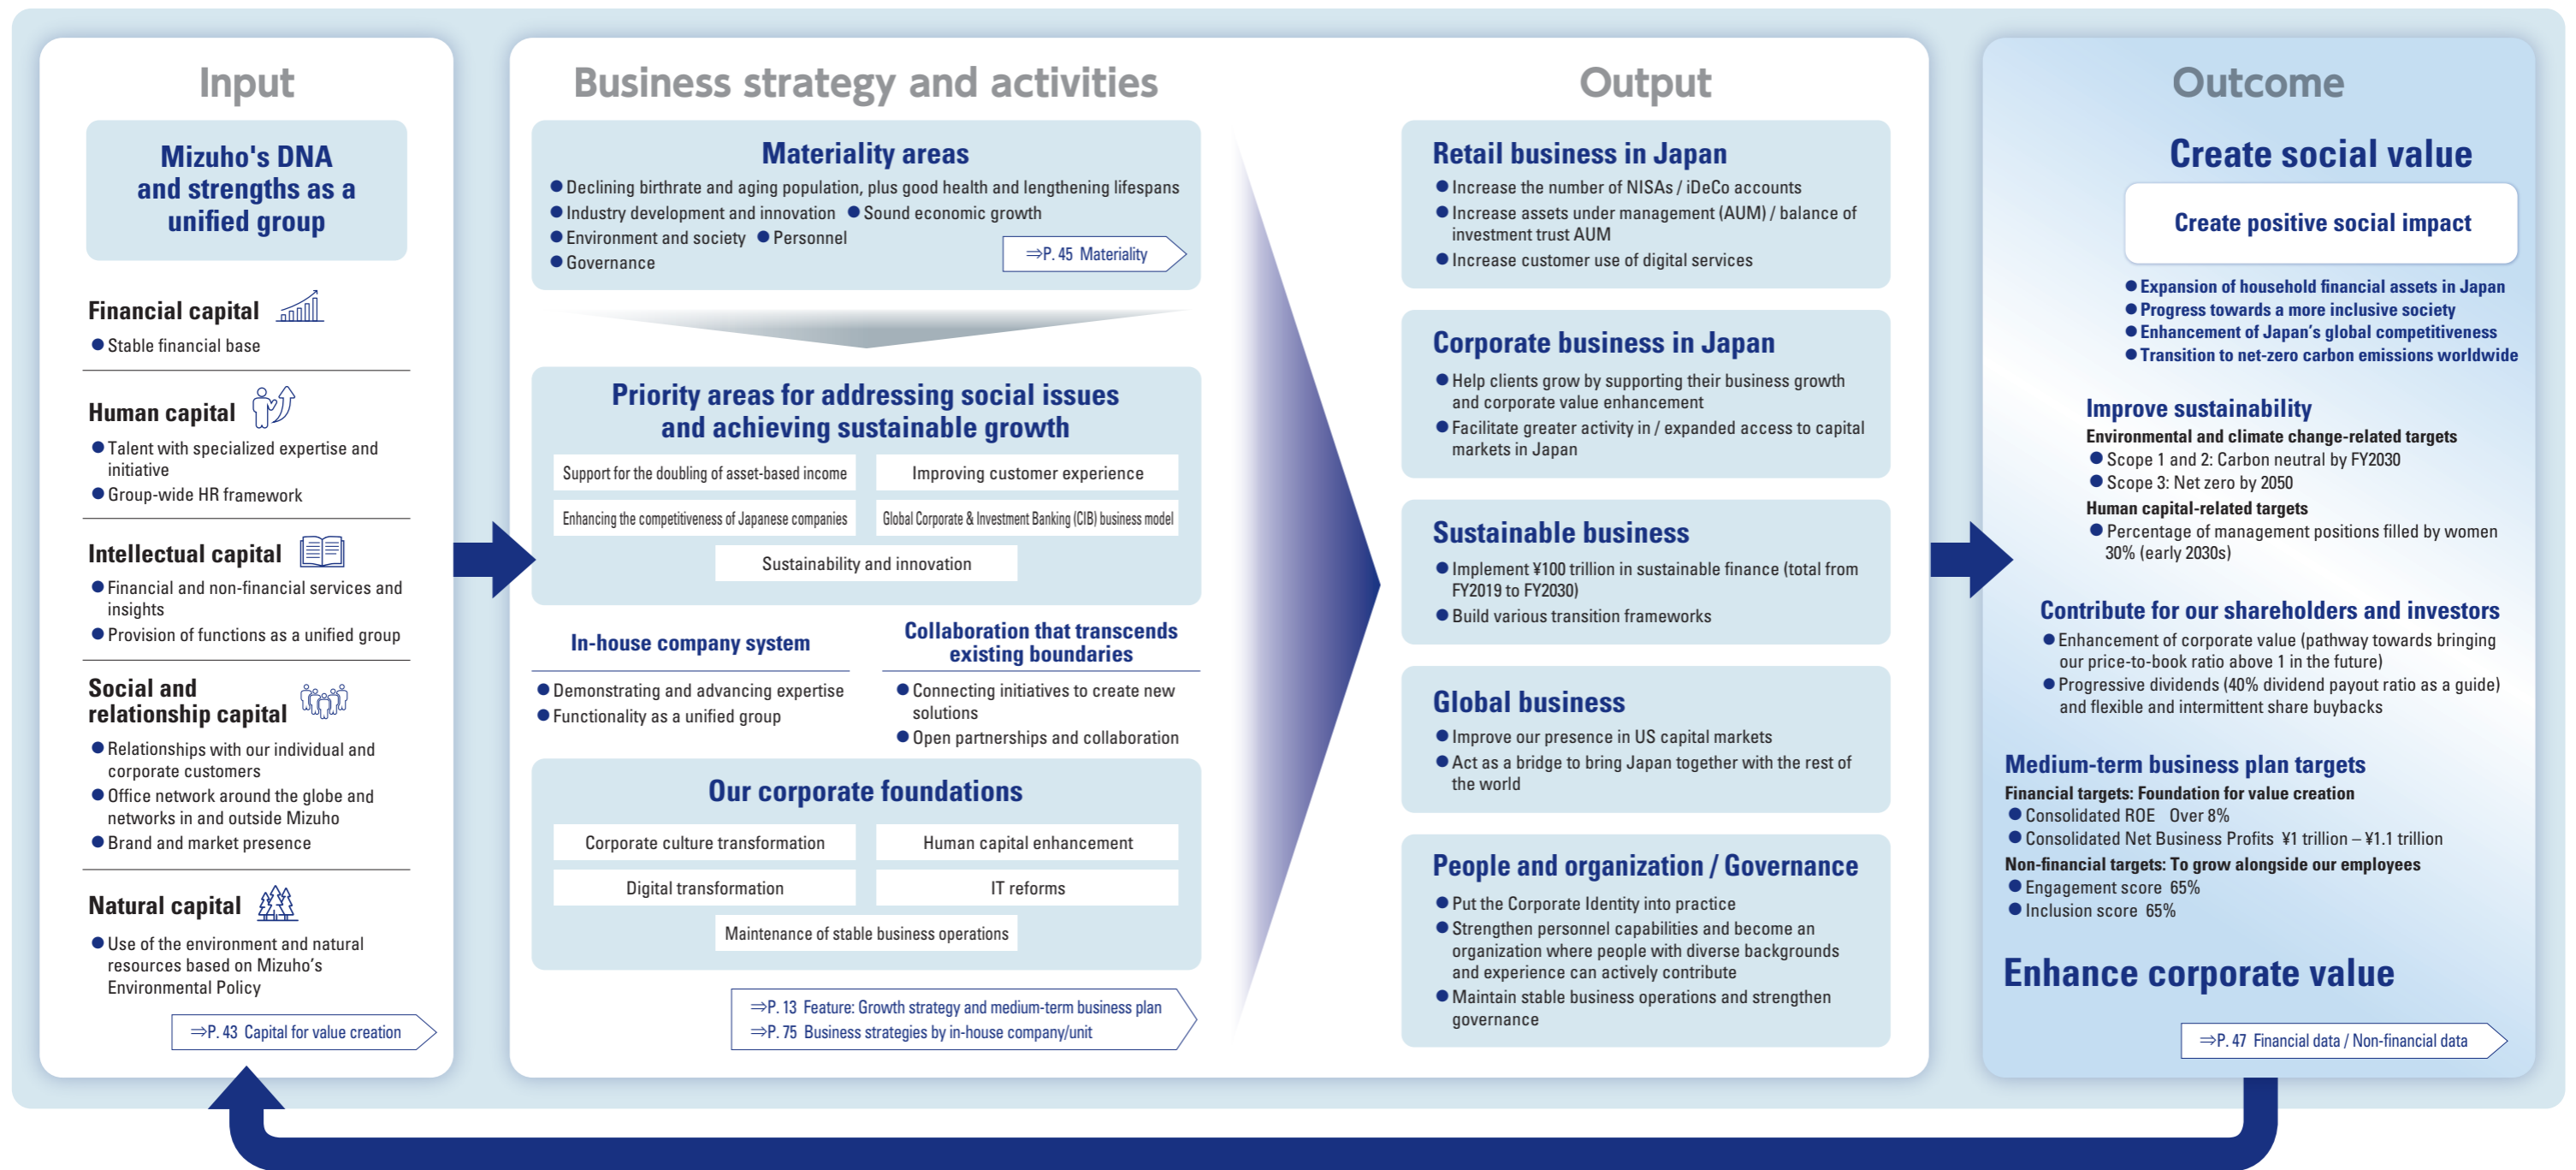 Input
Mizuho's DNA
and strengths as a
unified group
Financial capital
● Stable financial base
Human capital
● Talent with specialized expertise and
initiative
● Group-wide HR framework
Intellectual capital
● Financial and non-financial services and
insights
● Provision of functions as a unified group
Social and
relationship capital
● Relationships with our individual and
corporate customers
● Office network around the globe and
networks in and outside Mizuho
● Brand and market presence
Natural capital
● Use of the environment and natural
resources based on Mizuho's
Environmental Policy
⇒P. 43 Capital for value creation
Business strategy and activities
Materiality areas
● Declining birthrate and aging population, plus good health and lengthening lifespans
● Industry development and innovation ● Sound economic growth
● Environment and society ● Personnel
● Governance
⇒P. 45 Materiality
Priority areas for addressing social issues
and achieving sustainable growth
Support for the doubling of asset-based income
Improving customer experience
Enhancing the competitiveness of Japanese companies
Global Corporate & Investment Banking (CIB) business model
Sustainability and innovation
In-house company system
● Demonstrating and advancing expertise
● Functionality as a unified group
Collaboration that transcends
existing boundaries
● Connecting initiatives to create new
solutions
● Open partnerships and collaboration
Our corporate foundations
Corporate culture transformation
Human capital enhancement
Digital transformation
IT reforms
Maintenance of stable business operations
⇒P. 13 Feature: Growth strategy and medium-term business plan
⇒P. 75 Business strategies by in-house company/unit
Output
Retail business in Japan
● Increase the number of NISAs / iDeCo accounts
● Increase assets under management (AUM) / balance of
investment trust AUM
● Increase customer use of digital services
Corporate business in Japan
● Help clients grow by supporting their business growth
and corporate value enhancement
● Facilitate greater activity in / expanded access to capital
markets in Japan
Sustainable business
● Implement ¥100 trillion in sustainable finance (total from
FY2019 to FY2030)
● Build various transition frameworks
Global business
● Improve our presence in US capital markets
● Act as a bridge to bring Japan together with the rest of
the world
People and organization / Governance
● Put the Corporate Identity into practice
● Strengthen personnel capabilities and become an
organization where people with diverse backgrounds
and experience can actively contribute
● Maintain stable business operations and strengthen
governance
Outcome
Create social value
Create positive social impact
● Expansion of household financial assets in Japan
● Progress towards a more inclusive society
● Enhancement of Japan's global competitiveness
● Transition to net-zero carbon emissions worldwide
Improve sustainability
Environmental and climate change-related targets
● Scope 1 and 2: Carbon neutral by FY2030
● Scope 3: Net zero by 2050
Human capital-related targets
● Percentage of management positions filled by women
30% (early 2030s)
Contribute for our shareholders and investors
● Enhancement of corporate value (pathway towards bringing
our price-to-book ratio above 1 in the future)
● Progressive dividends (40% dividend payout ratio as a guide)
and flexible and intermittent share buybacks
Medium-term business plan targets
Financial targets: Foundation for value creation
● Consolidated ROE Over 8%
● Consolidated Net Business Profits ¥1 trillion – ¥1.1 trillion
Non-financial targets: To grow alongside our employees
● Engagement score 65%
● Inclusion score 65%
Enhance corporate value
⇒P. 47 Financial data / Non-financial data